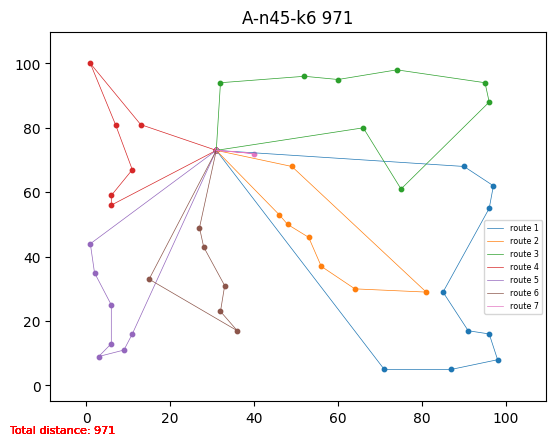 A-n45-k6 971
100
80
60
40
20
0
0
20
40
60
80
100
route 1
route 2
route 3
route 4
route 5
route 6
route 7
Total distance: 971